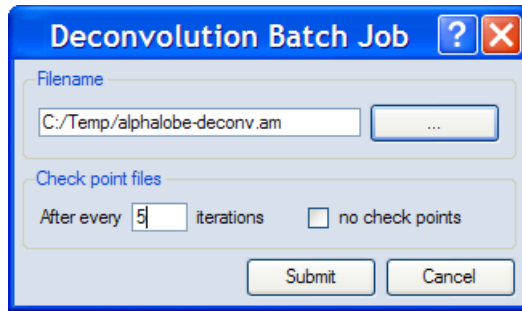 Deconvolution Batch Job ?
Filename
C:/Temp/alphalobe-deconv.am ...
Check point files
After every 5 iterations no check points
Submit Cancel